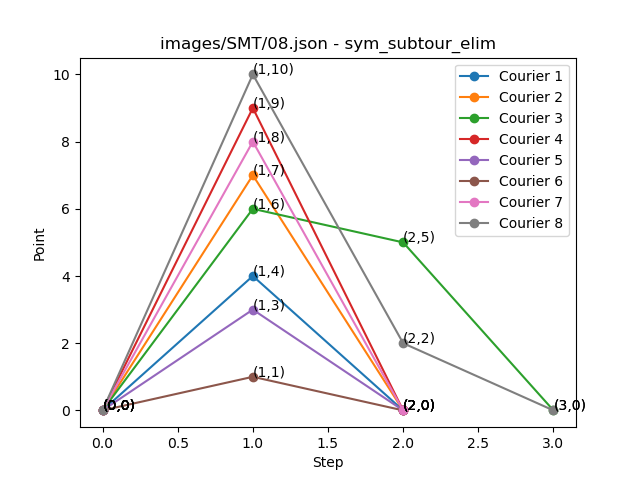 images/SMT/08.json - sym_subtour_elim
10
8
6
4
2
0
Point
(1,10)
(1,9)
(1,8)
(1,7)
(1,6)
(2,5)
(1,4)
(1,3)
(2,2)
(1,1)
(0,0)
(2,0)
(3,0)
Courier 1
Courier 2
Courier 3
Courier 4
Courier 5
Courier 6
Courier 7
Courier 8
0.0 0.5 1.0 1.5 2.0 2.5 3.0
Step